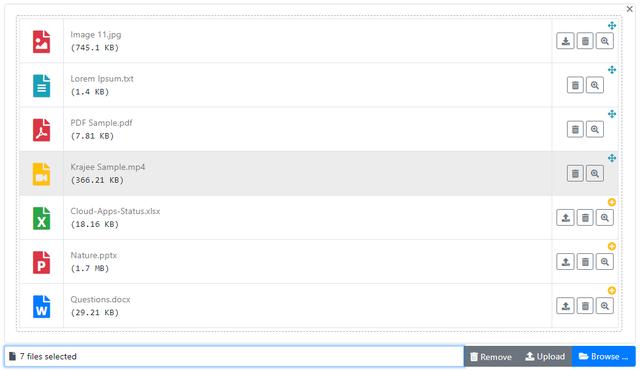 Image 11.jpg
(745.1 KB)
Lorem Ipsum.txt
(1.4 KB)
PDF Sample.pdf
(7.81 KB)
Krajee Sample.mp4
(366.21 KB)
X
Cloud-Apps-Status.xlsx
(18.16 KB)
P
Nature.pptx
(1.7 MB)
W
Questions.docx
(29.21 KB)
7 files selected
Remove
Upload
Browse ...